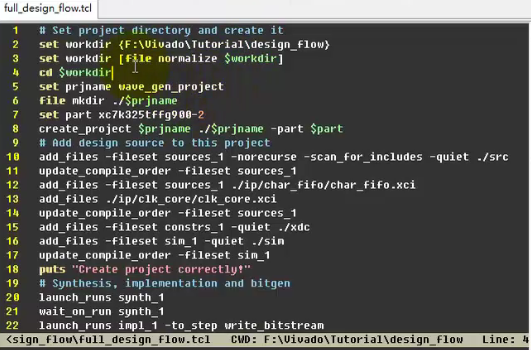 full_design_flow.tcl
1 # Set project directory and create it
2 set workdir {F:\Vivado\Tutorial\design_flow}
3 set workdir [file normalize $workdir]
4 cd $workdir
5 set prjname wave_gen_project
6 file mkdir ./$prjname
7 set part xc7k325tffg900-2
8 create_project $prjname ./$prjname -part $part
9 # Add design source to this project
10 add_files -fileset sources_1 -norecurse -scan_for_includes -quiet ./src
11 update_compile_order -fileset sources_1
12 add_files -fileset sources_1 ./ip/char_fifo/char_fifo.xci
13 add_files ./ip/clk_core/clk_core.xci
14 update_compile_order -fileset sources_1
15 add_files -fileset constrs_1 -quiet ./xdc
16 add_files -fileset sim_1 -quiet ./sim
17 update_compile_order -fileset sim_1
18 puts "Create project correctly!"
19 # Synthesis, implementation and bitgen
20 launch_runs synth_1
21 wait_on_run synth_1
22 launch_runs impl_1 -to_step write_bitstream
<sign_flow\full_design_flow.tcl CWD: F:\Vivado\Tutorial\design_flow Line: 4